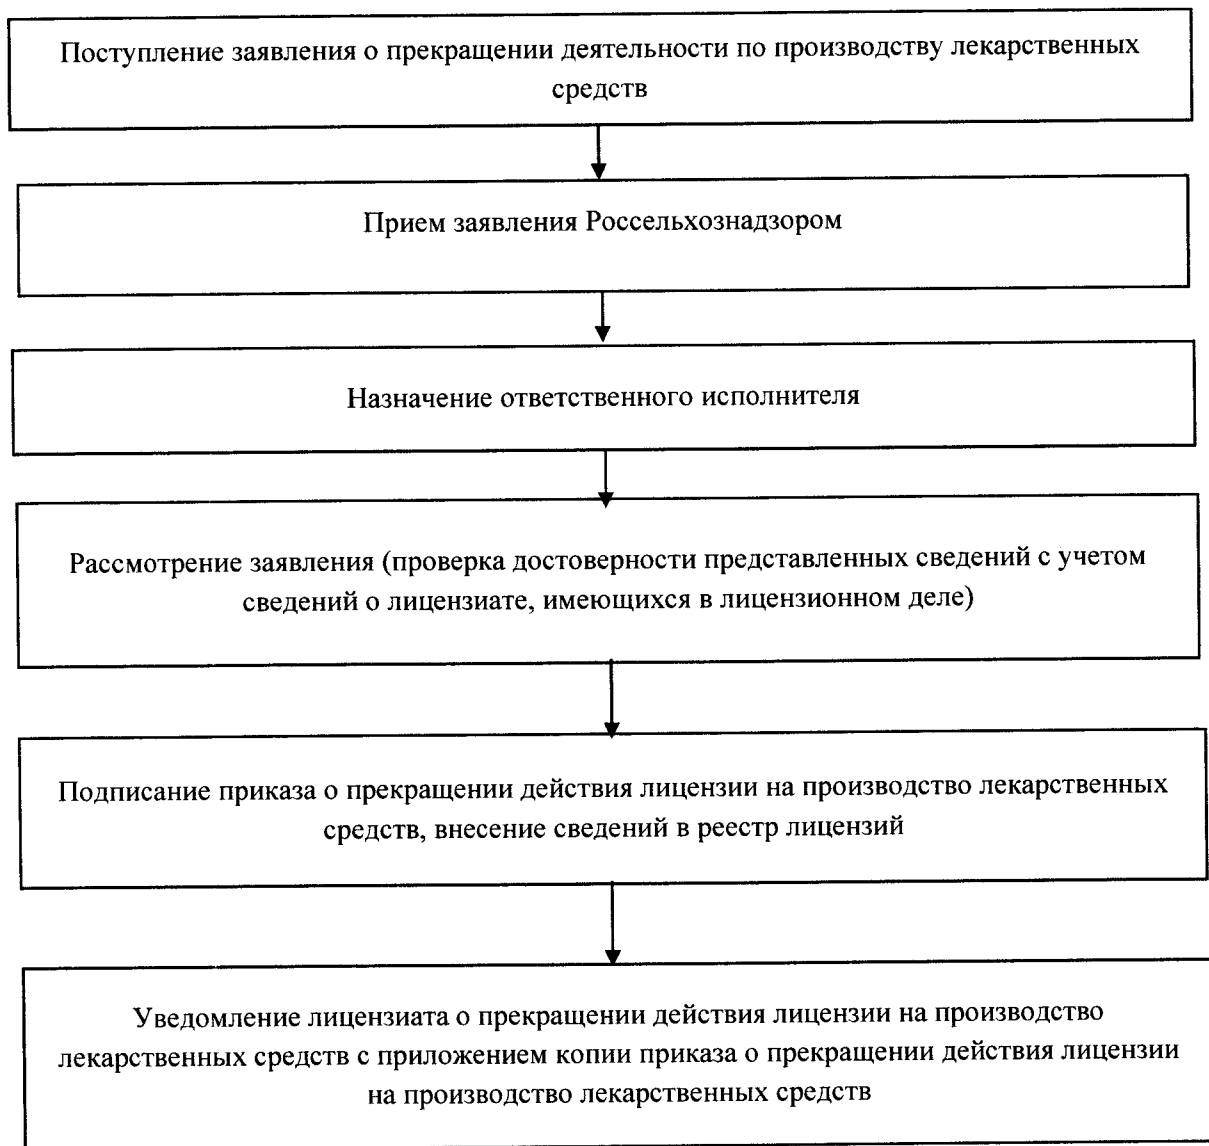 Поступление заявления о прекращении деятельности по производству лекарственных
средств
Прием заявления Россельхознадзором
Назначение ответственного исполнителя
Рассмотрение заявления (проверка достоверности представленных сведений с учетом
сведений о лицензиате, имеющихся в лицензионном деле)
Подписание приказа о прекращении действия лицензии на производство лекарственных
средств, внесение сведений в реестр лицензий
Уведомление лицензиата о прекращении действия лицензии на производство
лекарственных средств с приложением копии приказа о прекращении действия лицензии
на производство лекарственных средств